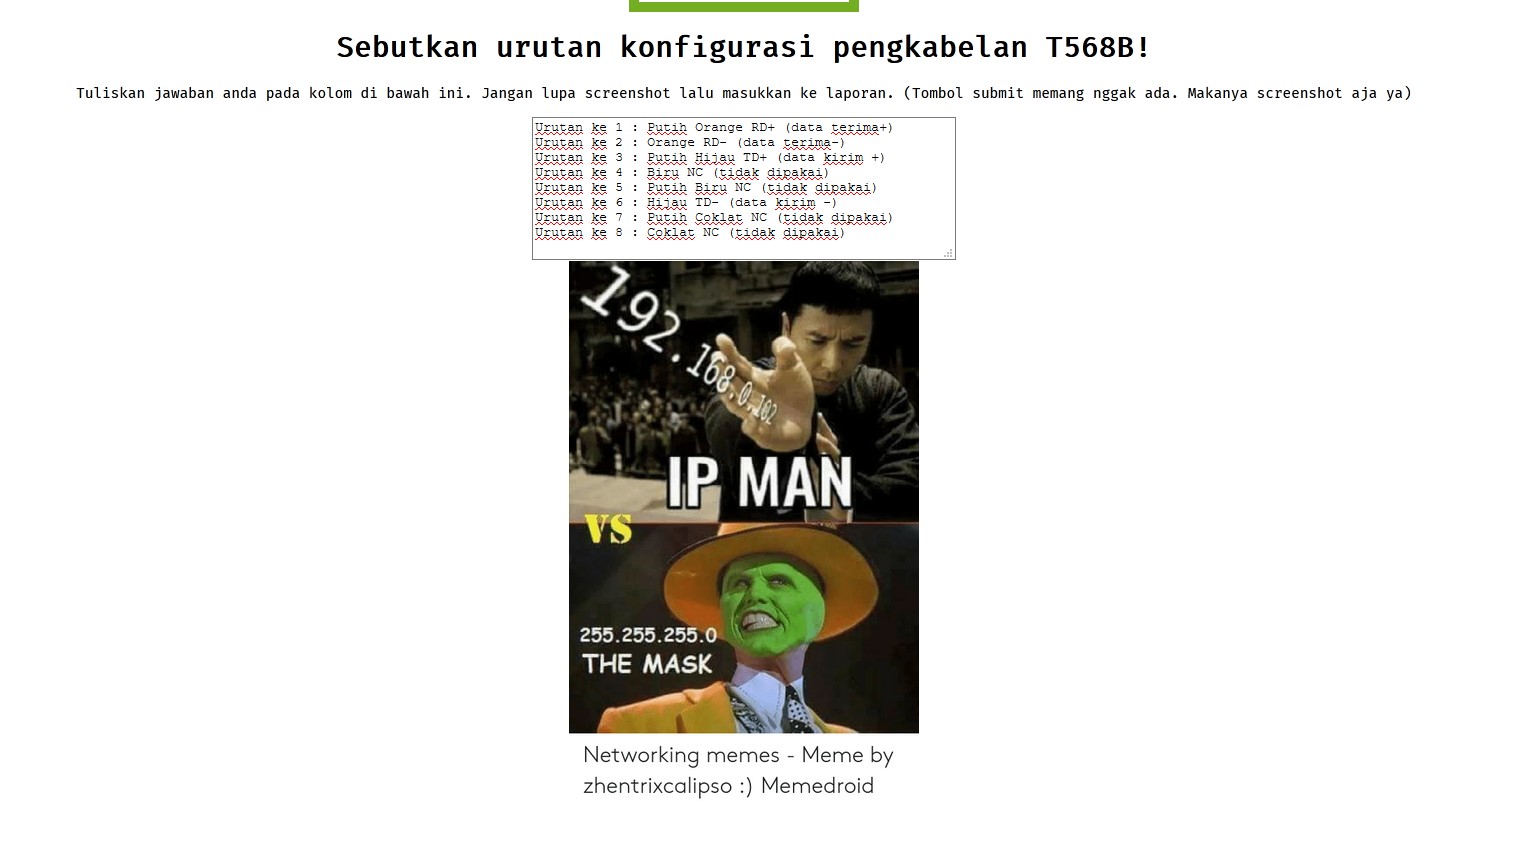 Sebutkan urutan konfigurasi pengkabelan T568B!
Tuliskan jawaban anda pada kolom di bawah ini. Jangan lupa screenshot lalu masukkan ke laporan. (Tombol submit memang nggak ada. Makanya screenshot aja ya)
Urutan ke 1 : Putih Orange RD+ (data terima+)
Urutan ke 2 : Orange RD- (data terima-)
Urutan ke 3 : Putih Hijau TD+ (data kirim +)
Urutan ke 4 : Biru NC (tidak dipakai)
Urutan ke 5 : Putih Biru NC (tidak dipakai)
Urutan ke 6 : Hijau TD- (data kirim -)
Urutan ke 7 : Putih Coklat NC (tidak dipakai)
Urutan ke 8 : Coklat NC (tidak dipakai)
192.168.0.102
IP MAN
VS
255.255.255.0
THE MASK
Networking memes - Meme by
zhentrixcalipso :) Memedroid